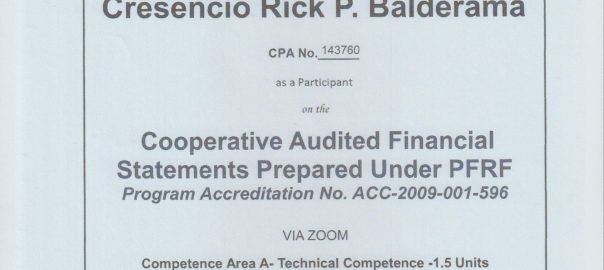 Cresencio Rick P. Balderama
CPA No. 143760
as a Participant
on the
Cooperative Audited Financial
Statements Prepared Under PFRF
Program Accreditation No. ACC-2009-001-596
VIA ZOOM
Competence Area A- Technical Competence -1.5 Units